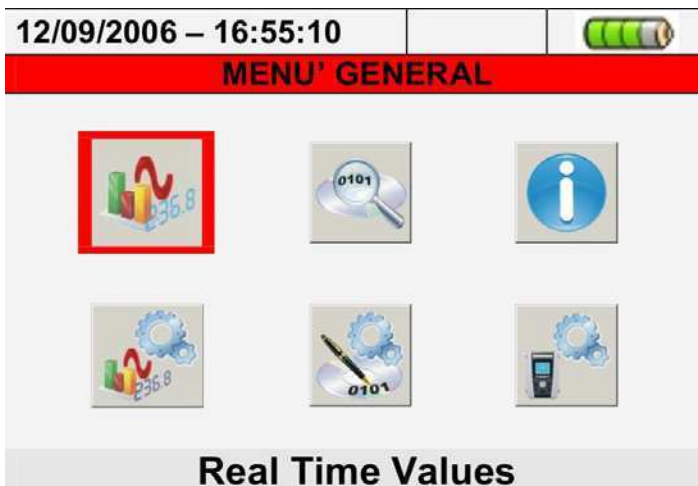 12/09/2006 – 16:55:10
MENU' GENERAL
236.8
0101
236.8
0101
Real Time Values